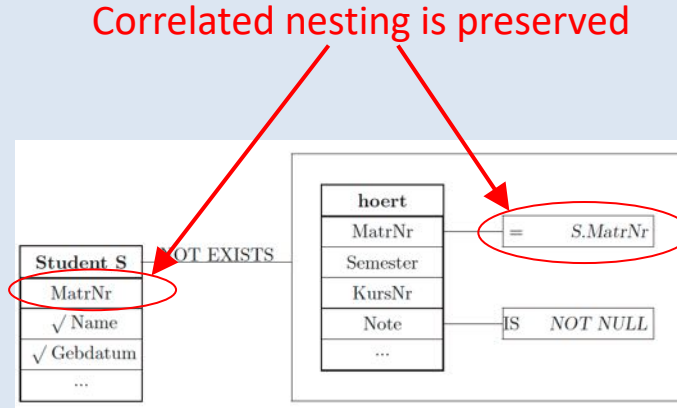 Correlated nesting is preserved
Student S
MatrNr
√ Name
√ Gebdatum
...
NOT EXISTS
hoert
MatrNr
Semester
KursNr
Note
...
= S.MatrNr
IS NOT NULL